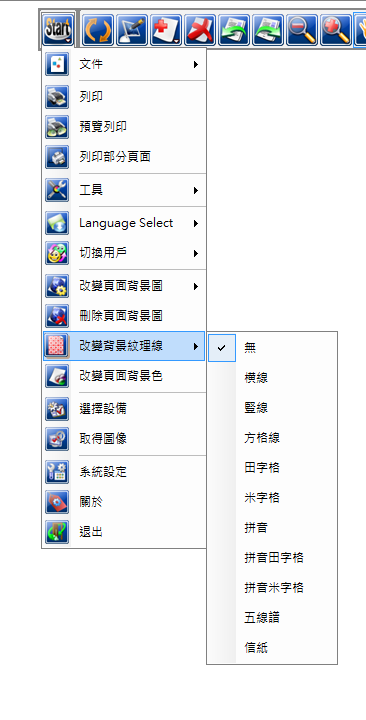 Start
文件
列印
預覽列印
列印部分頁面
工具
Language Select
切換用戶
改變頁面背景圖
刪除頁面背景圖
改變背景紋理線
改變頁面背景色
選擇設備
取得圖像
系統設定
關於
退出
無
橫線
豎線
方格線
田字格
米字格
拼音
拼音田字格
拼音米字格
五線譜
信紙